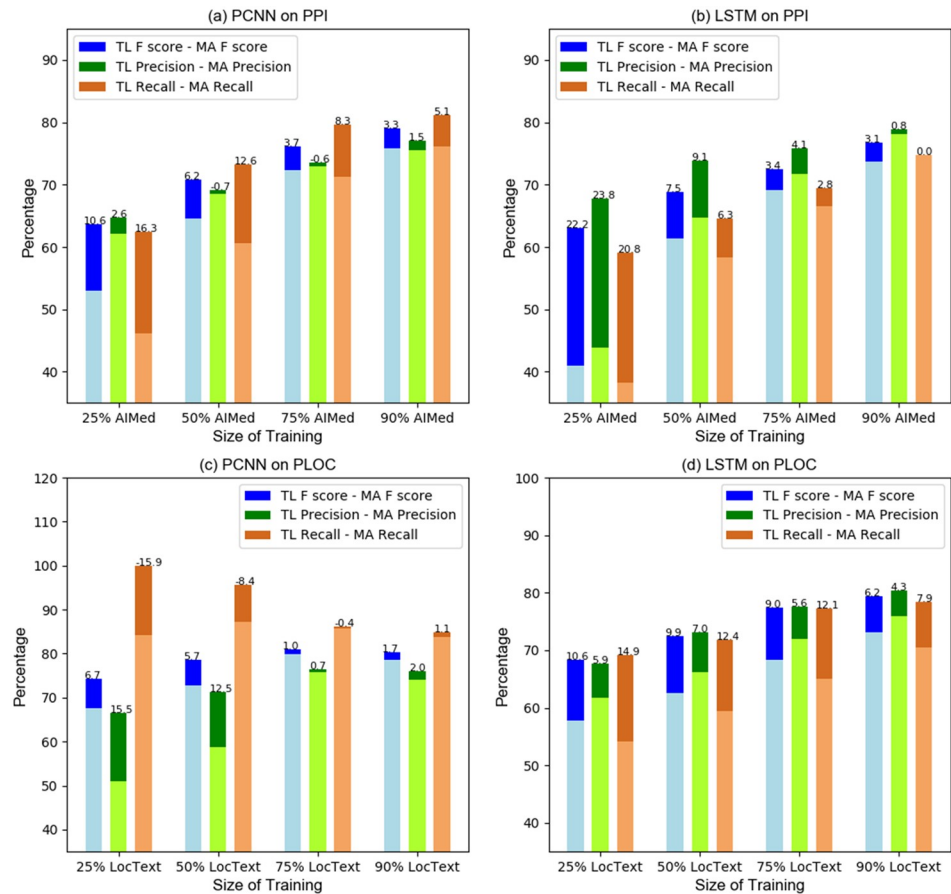 (a) PCNN on PPI
TL F score - MA F score
TL Precision - MA Precision
TL Recall - MA Recall
90
80
70
60
50
40
Percentage
10.6
2.6
16.3
6.2
-0.7
12.6
3.7
-0.6
8.3
3.3
1.5
5.1
25% AIMed
50% AIMed
75% AIMed
90% AIMed
Size of Training
(b) LSTM on PPI
TL F score - MA F score
TL Precision - MA Precision
TL Recall - MA Recall
90
80
70
60
50
40
Percentage
22.2
23.8
20.8
7.5
9.1
6.3
3.4
4.1
2.8
3.1
0.8
0.0
25% AIMed
50% AIMed
75% AIMed
90% AIMed
Size of Training
(c) PCNN on PLOC
TL F score - MA F score
TL Precision - MA Precision
TL Recall - MA Recall
120
110
100
90
80
70
60
50
40
Percentage
6.7
15.5
-15.9
5.7
12.5
-8.4
1.0
0.7
-0.4
1.7
2.0
1.1
25% LocText
50% LocText
75% LocText
90% LocText
Size of Training
(d) LSTM on PLOC
TL F score - MA F score
TL Precision - MA Precision
TL Recall - MA Recall
100
90
80
70
60
50
40
Percentage
10.6
5.9
14.9
9.9
7.0
12.4
9.0
5.6
12.1
6.2
4.3
7.9
25% LocText
50% LocText
75% LocText
90% LocText
Size of Training